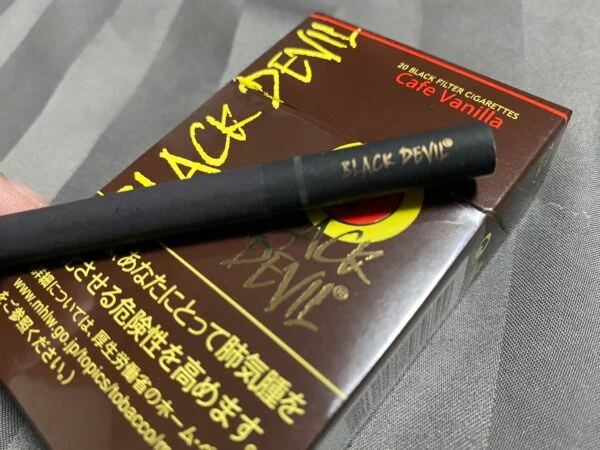 BLACK DEVIL
20 BLACK FILTER CIGARETTES
Cafe Vanilla
BLACK DEVIL®
DEVIL®
あなたにとって肺気腫を
させる危険性を高めます
については、厚生労働省のホーム・
www.mhlw.go.jp/topics/tobacco/m
をご参照ください。）